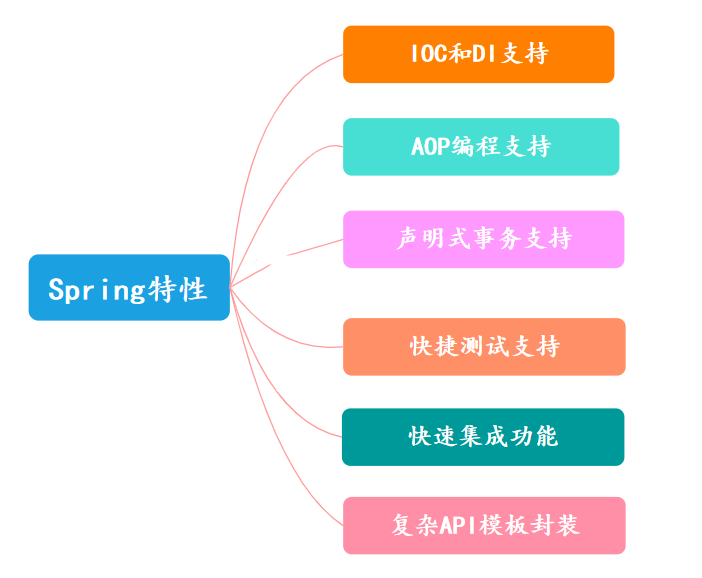 IOC和DI支持
AOP编程支持
声明式事务支持
Spring特性
快捷测试支持
快速集成功能
复杂API模板封装